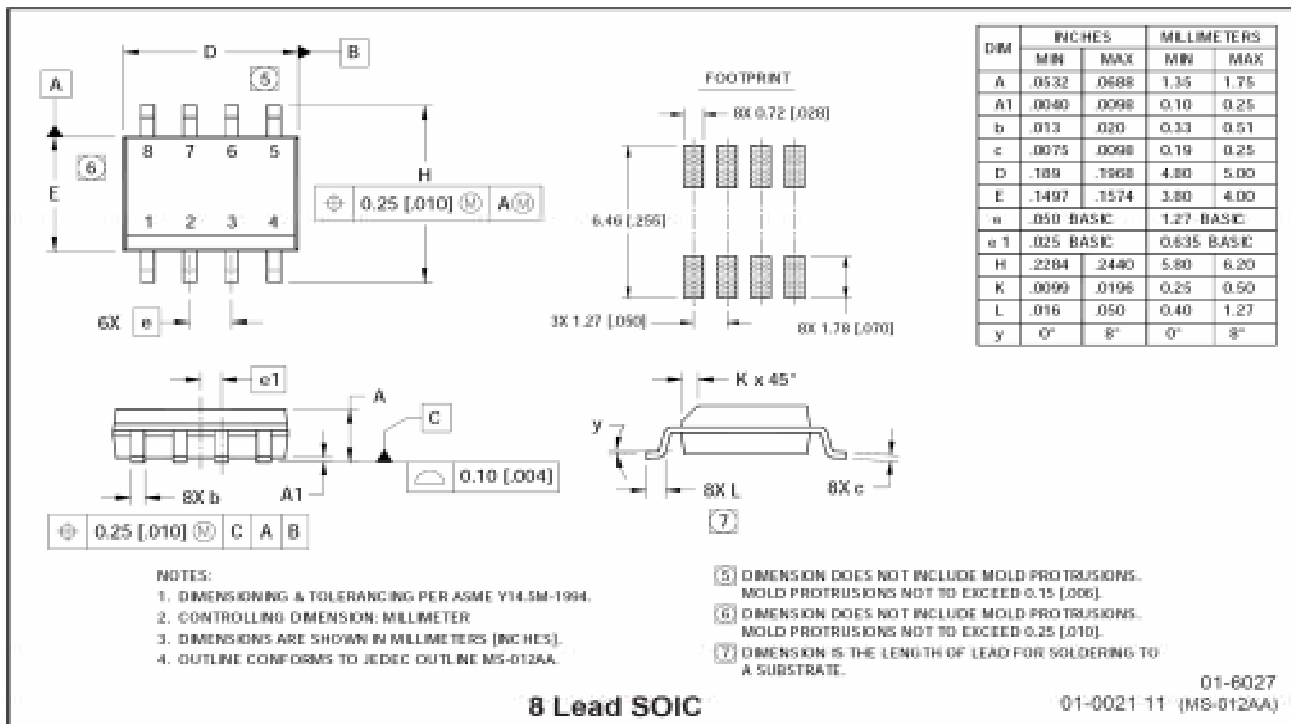 D
B
5
A
8 7 6 5
6
E
H
0.25 [.010] M A M
1 2 3 4
6X e
FOOTPRINT
8X 0.72 [.028]
6.46 [.255]
3X 1.27 [.050]
8X 1.78 [.070]
DIM INCHES MILLIMETERS
MIN MAX MIN MAX
A .0532 .0688 1.35 1.75
A1 .0040 .0098 0.10 0.25
b .013 .020 0.33 0.51
c .0075 .0098 0.19 0.25
D .189 .1968 4.80 5.00
E .1497 .1574 3.80 4.00
e .050 BASIC 1.27 BASIC
e 1 .025 BASIC 0.635 BASIC
H .2284 .2440 5.80 6.20
K .0099 .0196 0.25 0.50
L .016 .050 0.40 1.27
y 0° 8° 0° 8°
e1
A
C
0.10 [.004]
8X b
A1
0.25 [.010] M C A B
K x 45°
y
8X L
7
8X c
NOTES:
1. DIMENSIONING & TOLERANCING PER ASME Y14.5M-1994.
2. CONTROLLING DIMENSION: MILLIMETER
3. DIMENSIONS ARE SHOWN IN MILLIMETERS [INCHES].
4. OUTLINE CONFORMS TO JEDEC OUTLINE MS-012AA.
5 DIMENSION DOES NOT INCLUDE MOLD PROTRUSIONS.
MOLD PROTRUSIONS NOT TO EXCEED 0.15 [.006].
6 DIMENSION DOES NOT INCLUDE MOLD PROTRUSIONS.
MOLD PROTRUSIONS NOT TO EXCEED 0.25 [.010].
7 DIMENSION IS THE LENGTH OF LEAD FOR SOLDERING TO
A SUBSTRATE.
8 Lead SOIC
01-6027
01-0021 11 (MS-012AA)